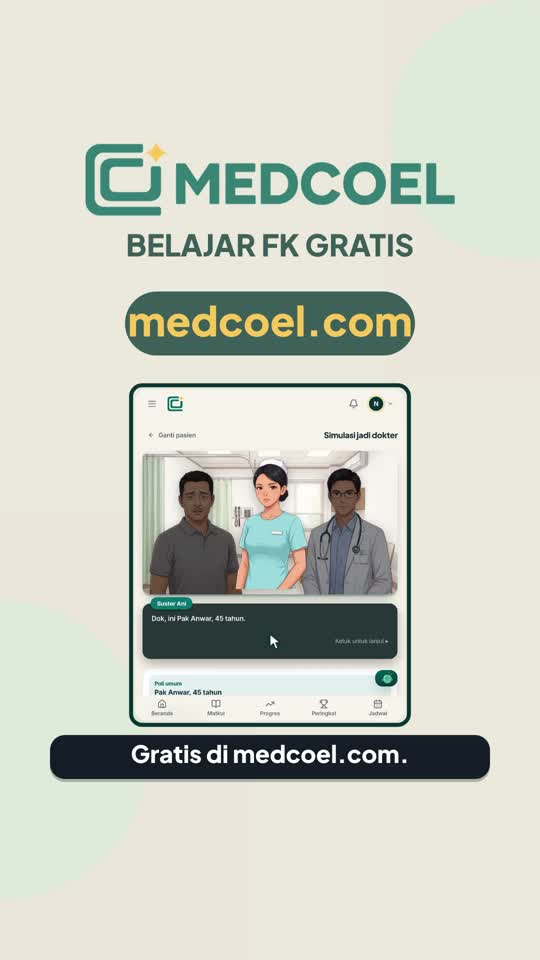 MEDCOEL
BELAJAR FK GRATIS
medcoel.com
N
Ganti pasien
Simulasi jadi dokter
Suster Ani
Dok, ini Pak Anwar, 45 tahun.
Ketuk untuk lanjut ▸
Poli umum
Pak Anwar, 45 tahun
Beranda Matkul Progres Peringkat Jadwal
Gratis di medcoel.com.